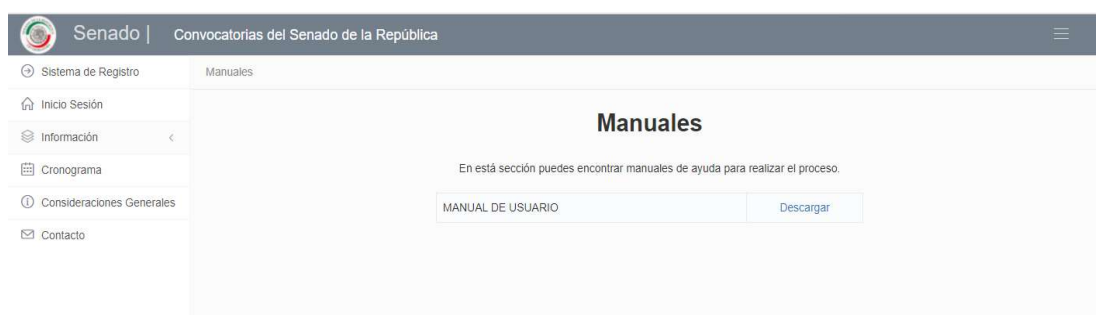 Senado | Convocatorias del Senado de la República
Sistema de Registro
Inicio Sesión
Información
Cronograma
Consideraciones Generales
Contacto
Manuales
Manuales
En está sección puedes encontrar manuales de ayuda para realizar el proceso.
MANUAL DE USUARIO Descargar